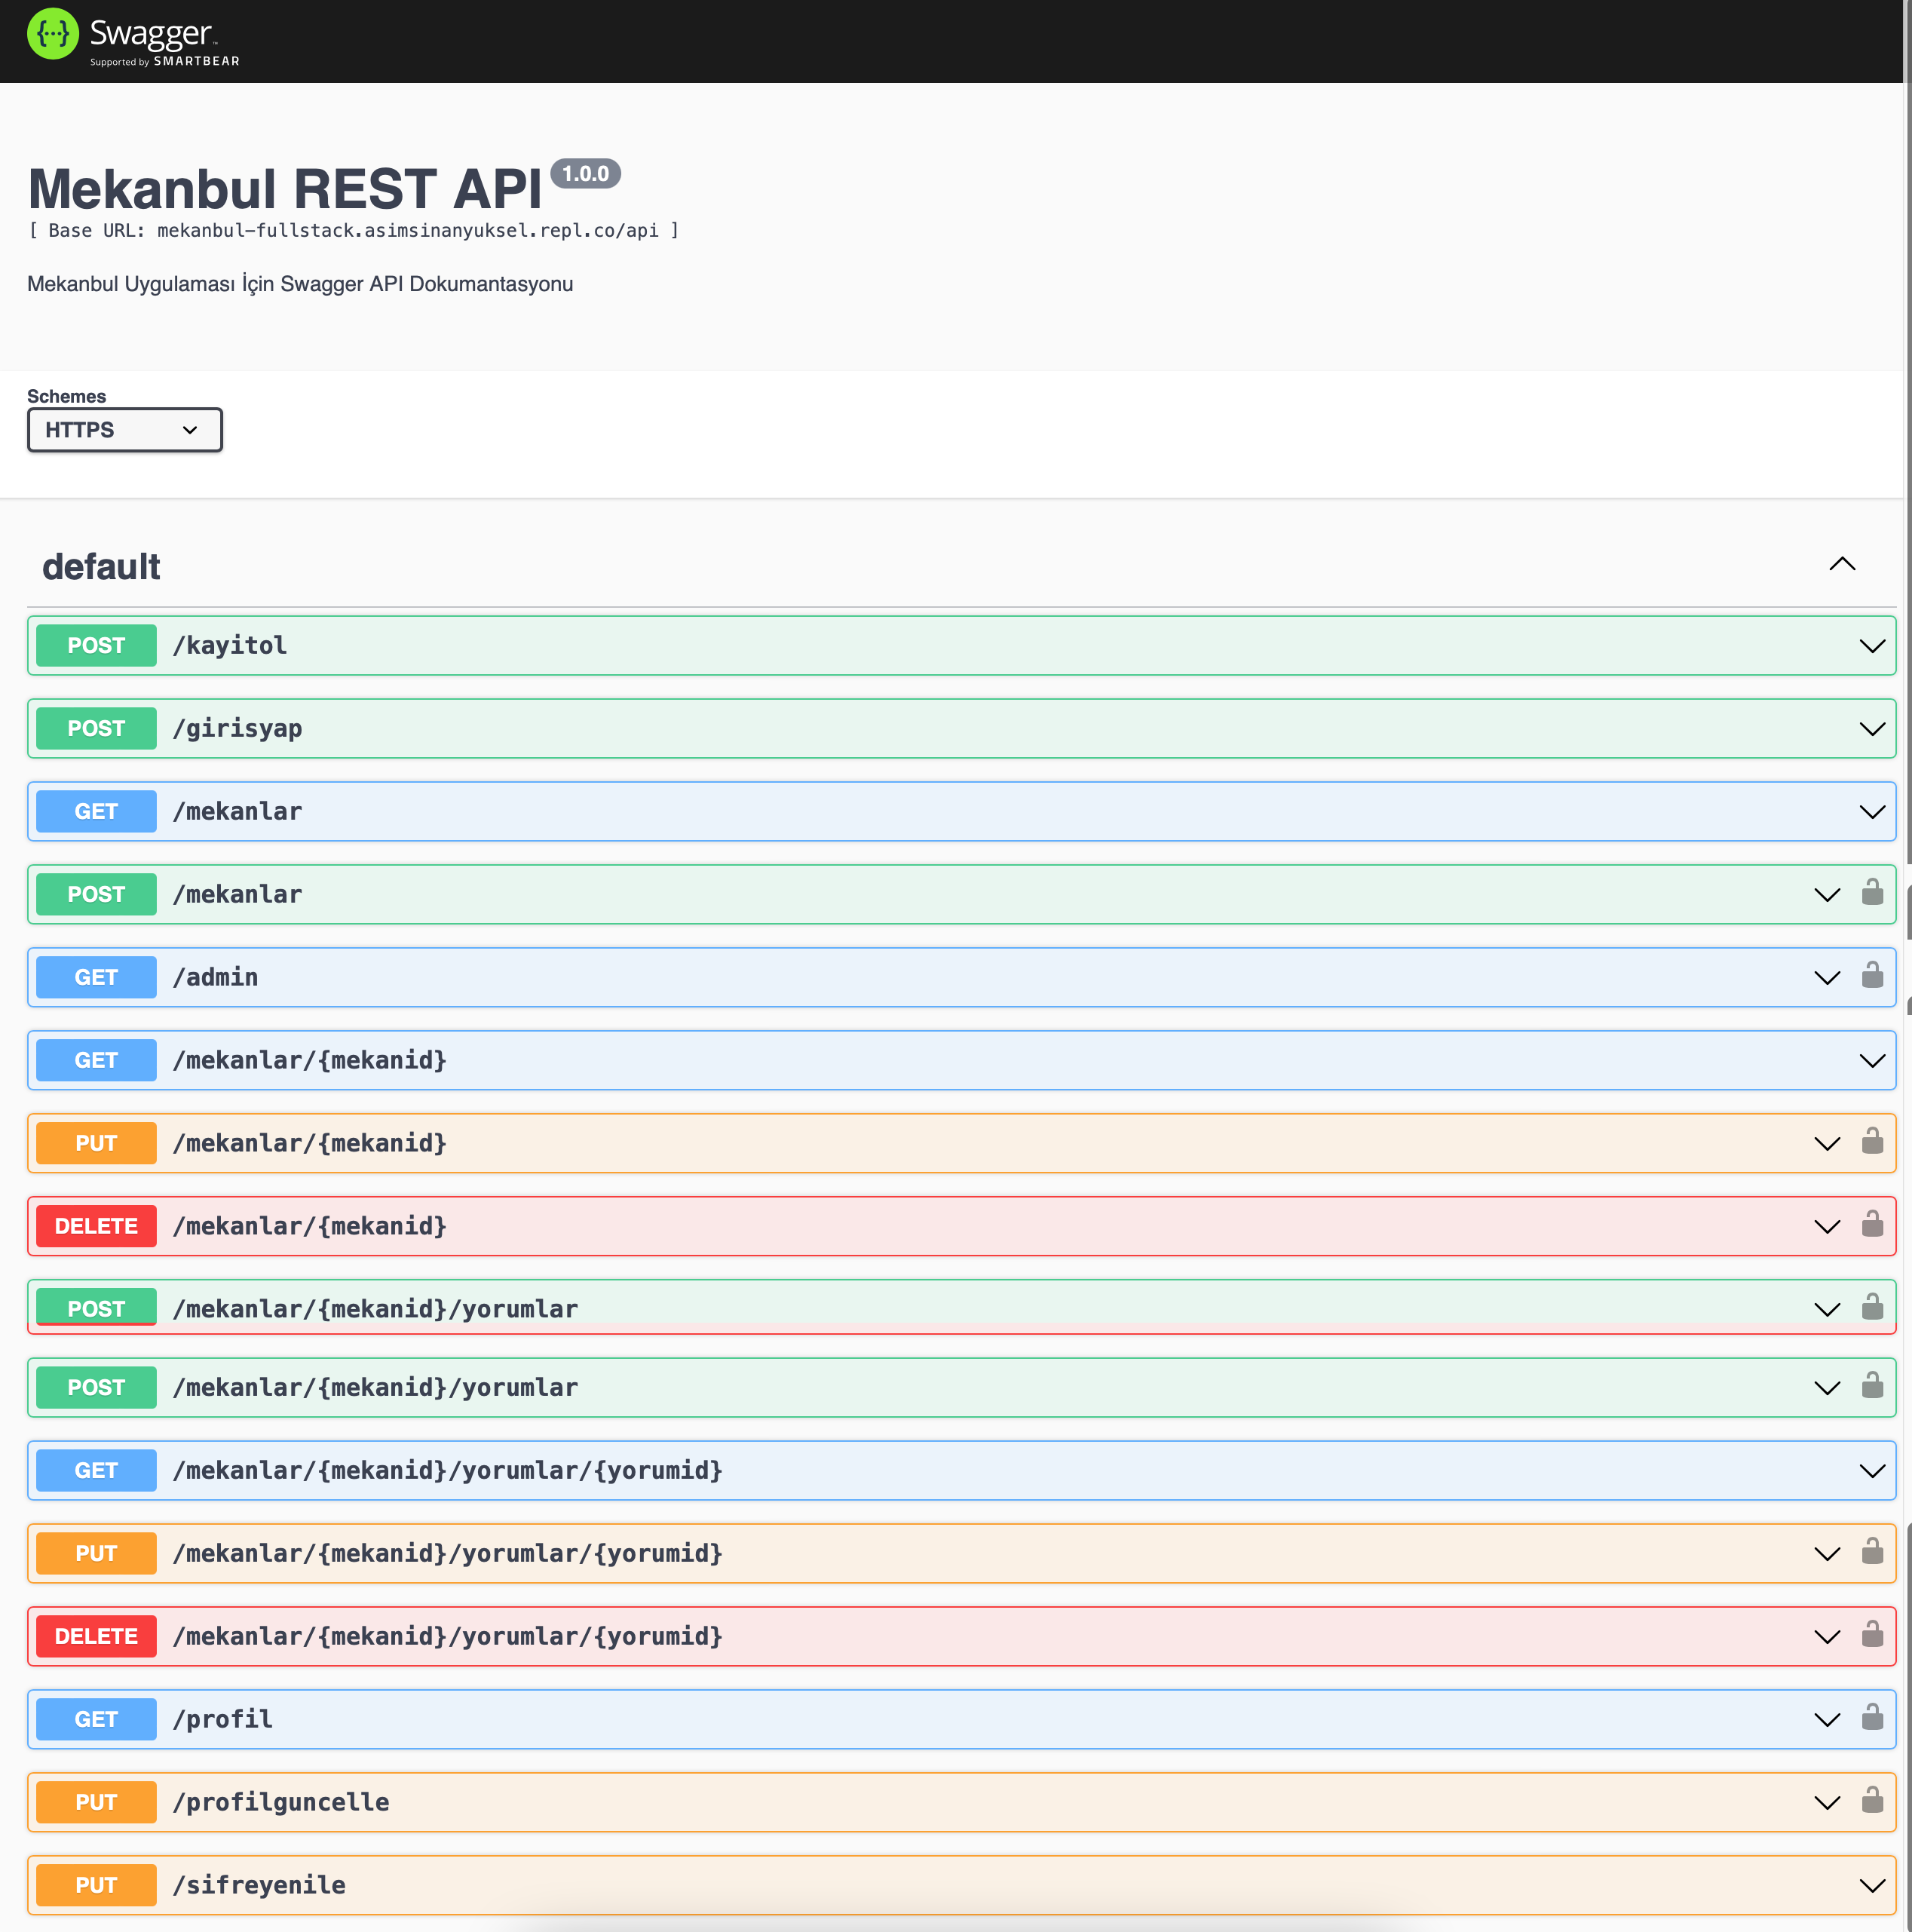 Swagger™
Supported by SMARTBEAR
Mekanbul REST API 1.0.0
[ Base URL: mekanbul-fullstack.asimsinanyuksel.repl.co/api ]
Mekanbul Uygulaması İçin Swagger API Dokumantasyonu
Schemes
HTTPS
default
POST /kayitol
POST /girisyap
GET /mekanlar
POST /mekanlar
GET /admin
GET /mekanlar/{mekanid}
PUT /mekanlar/{mekanid}
DELETE /mekanlar/{mekanid}
POST /mekanlar/{mekanid}/yorumlar
POST /mekanlar/{mekanid}/yorumlar
GET /mekanlar/{mekanid}/yorumlar/{yorumid}
PUT /mekanlar/{mekanid}/yorumlar/{yorumid}
DELETE /mekanlar/{mekanid}/yorumlar/{yorumid}
GET /profil
PUT /profilguncelle
PUT /sifreyenile